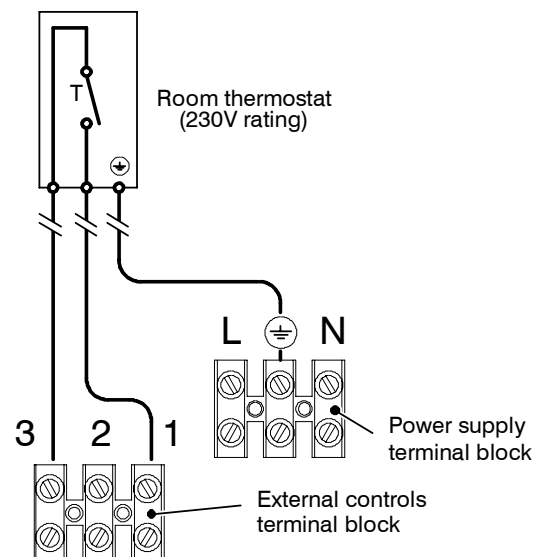 T
Room thermostat
(230V rating)
L N
3 2 1
Power supply
terminal block
External controls
terminal block